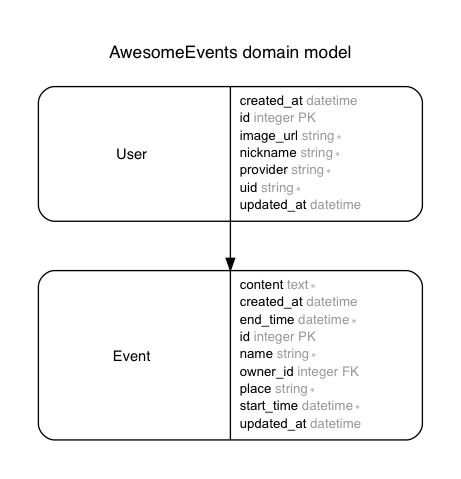 AwesomeEvents domain model
User
created_at datetime
id integer PK
image_url string *
nickname string *
provider string *
uid string *
updated_at datetime
Event
content text *
created_at datetime
end_time datetime *
id integer PK
name string *
owner_id integer FK
place string *
start_time datetime *
updated_at datetime